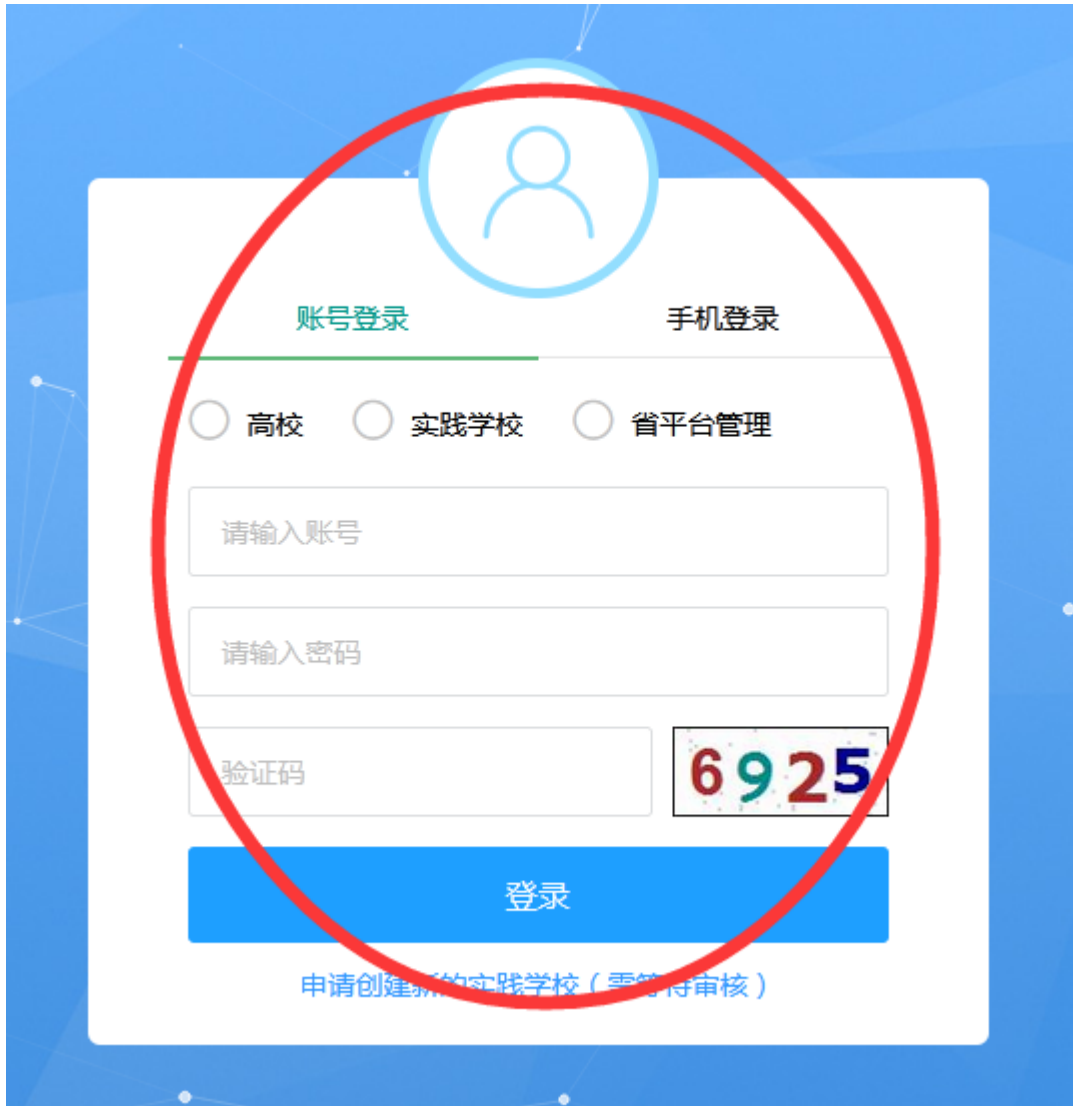 账号登录 手机登录
高校 实践学校 省平台管理
请输入账号
请输入密码
验证码 6925
登录
申请创建新的实践学校（需等待审核）